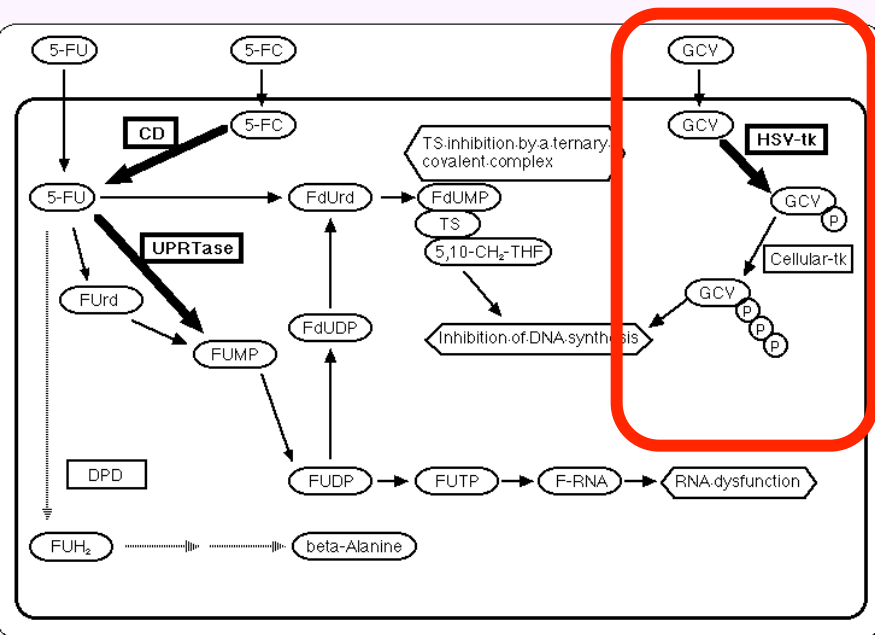 5-FU
5-FC
GCV
CD
5-FC
GCV
HSV-tk
TS·inhibition·by·a·ternary·
covalent·complex
5-FU
FdUrd
FdUMP
GCV
P
TS
UPRTase
5,10-CH₂-THF
Cellular-tk
FUrd
GCV
P
P
P
FdUDP
Inhibition·of·DNA·synthesis
FUMP
DPD
FUDP
FUTP
F-RNA
RNA·dysfunction
FUH₂
beta-Alanine